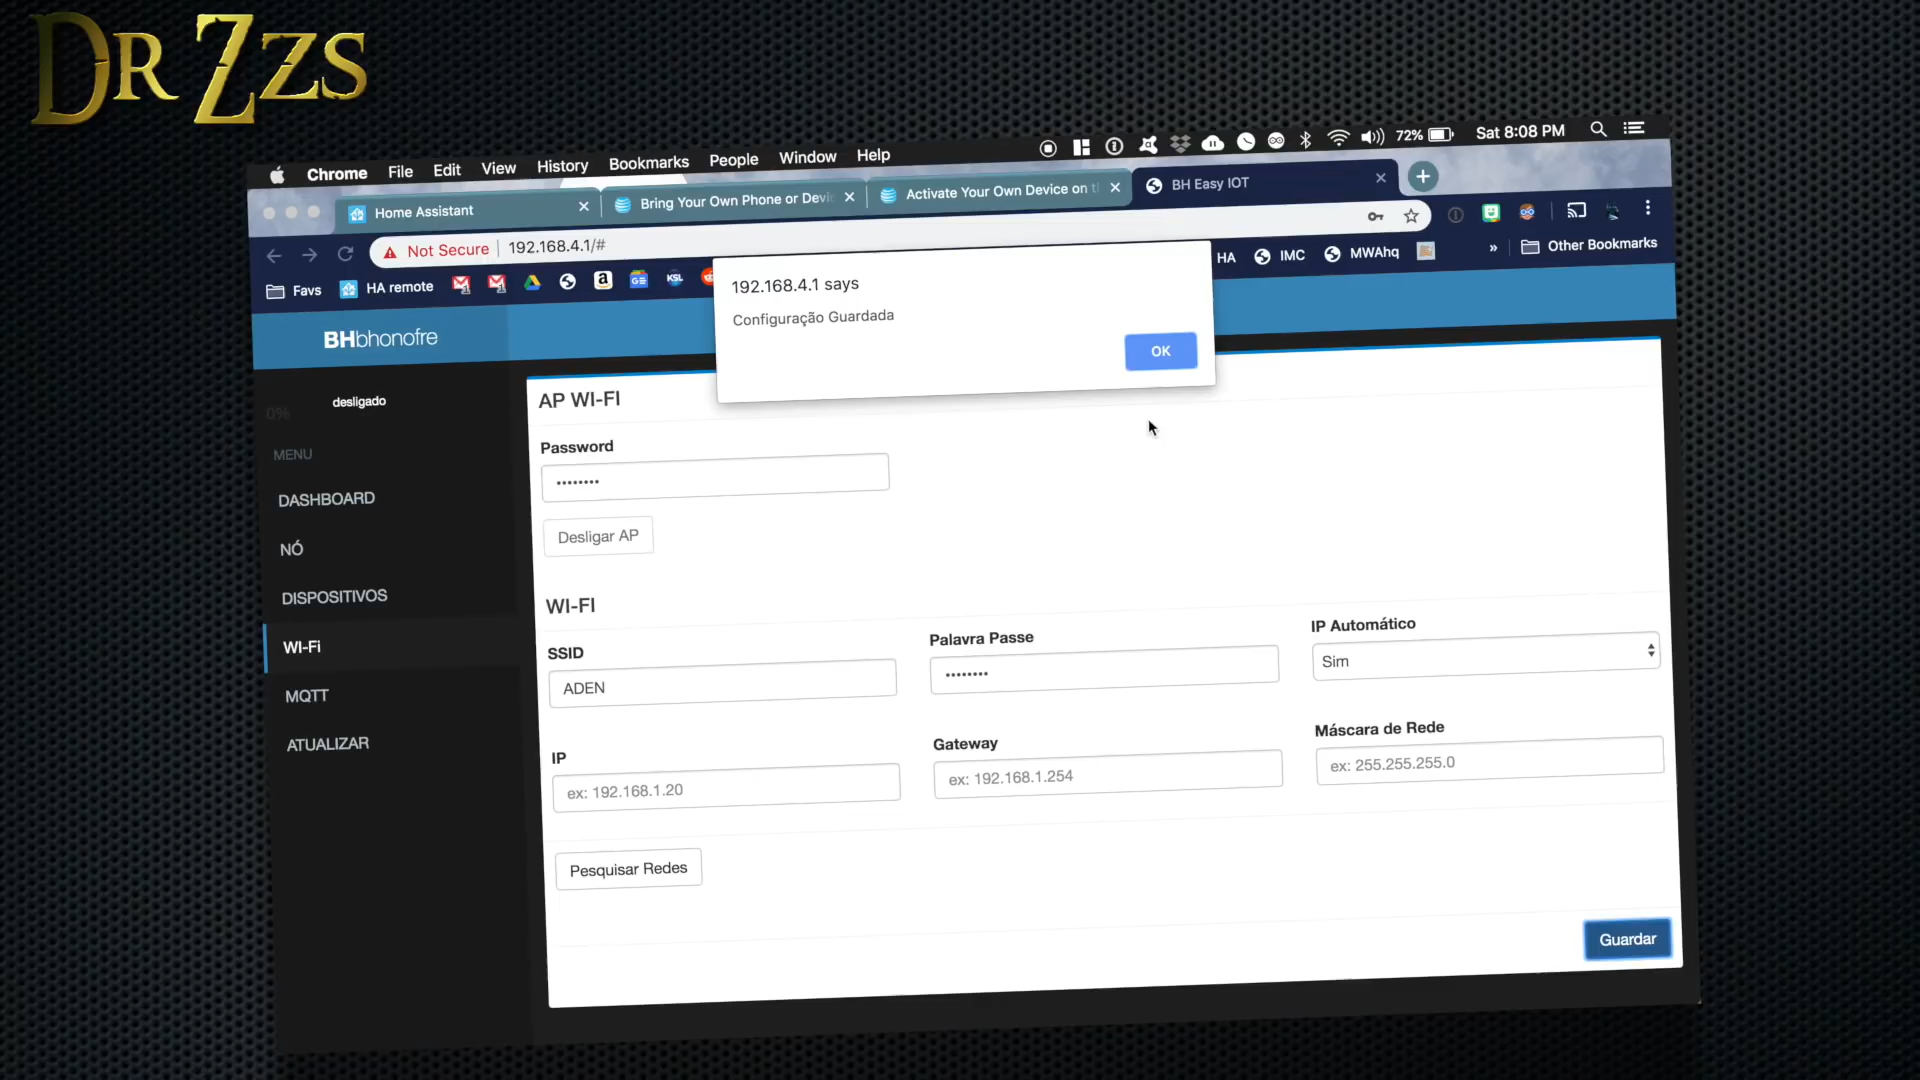 DR ZZS
Chrome File Edit View History Bookmarks People Window Help 72% Sat 8:08 PM
Home Assistant
Bring Your Own Phone or Devi
Activate Your Own Device on t
BH Easy IOT
Not Secure 192.168.4.1/#
Favs HA remote KSL HA IMC MWAhq » Other Bookmarks
192.168.4.1 says
Configuração Guardada
OK
BHbhonofre
0% desligado
MENU
DASHBOARD
NÓ
DISPOSITIVOS
WI-Fi
MQTT
ATUALIZAR
AP WI-FI
Password
••••••••
Desligar AP
WI-FI
SSID
ADEN
Palavra Passe
••••••••
IP Automático
Sim
IP
ex: 192.168.1.20
Gateway
ex: 192.168.1.254
Máscara de Rede
ex: 255.255.255.0
Pesquisar Redes
Guardar